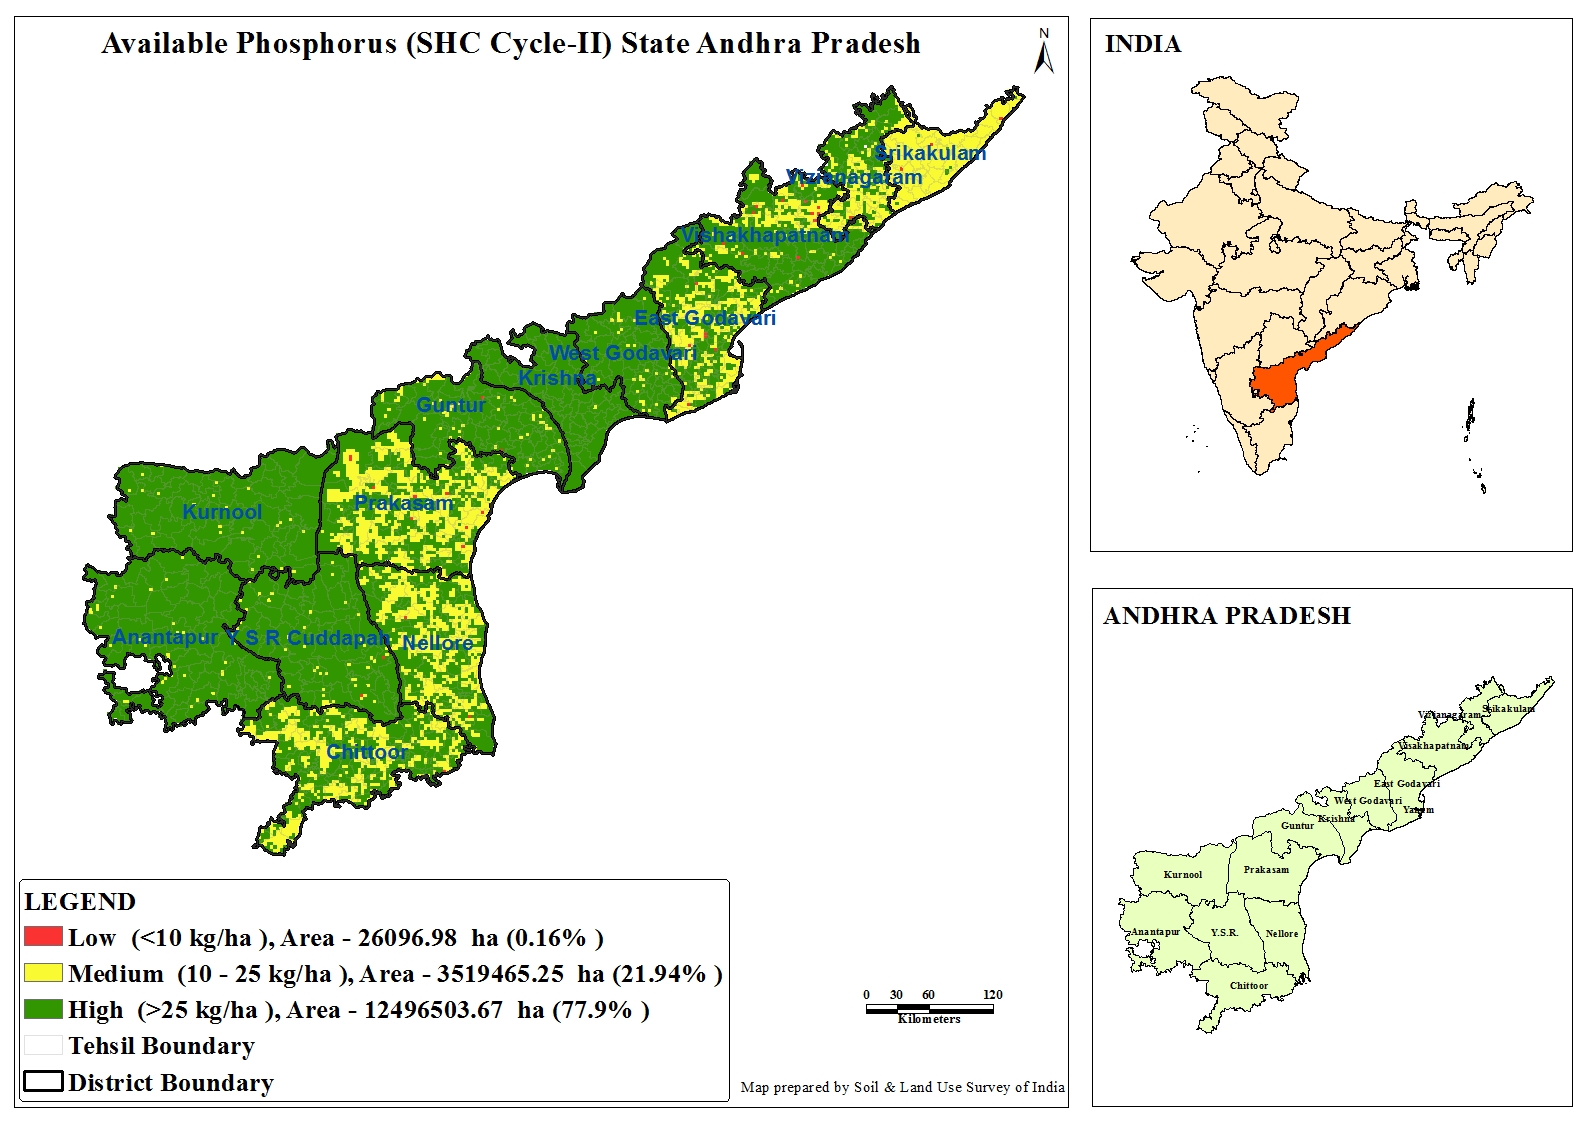 Available Phosphorus (SHC Cycle-II) State Andhra Pradesh
N
Srikakulam
Vizianagaram
Vishakhapatnam
East Godavari
West Godavari
Krishna
Guntur
Prakasam
Kurnool
Anantapur
Y S R Cuddapah
Nellore
Chittoor
LEGEND
Low (<10 kg/ha ), Area - 26096.98 ha (0.16% )
Medium (10 - 25 kg/ha ), Area - 3519465.25 ha (21.94% )
High (>25 kg/ha ), Area - 12496503.67 ha (77.9% )
Tehsil Boundary
District Boundary
0 30 60 120
Kilometers
Map prepared by Soil & Land Use Survey of India
INDIA
ANDHRA PRADESH
Srikakulam
Vizianagaram
Visakhapatnam
East Godavari
West Godavari
Yanam
Krishna
Guntur
Prakasam
Kurnool
Anantapur
Y.S.R.
Nellore
Chittoor